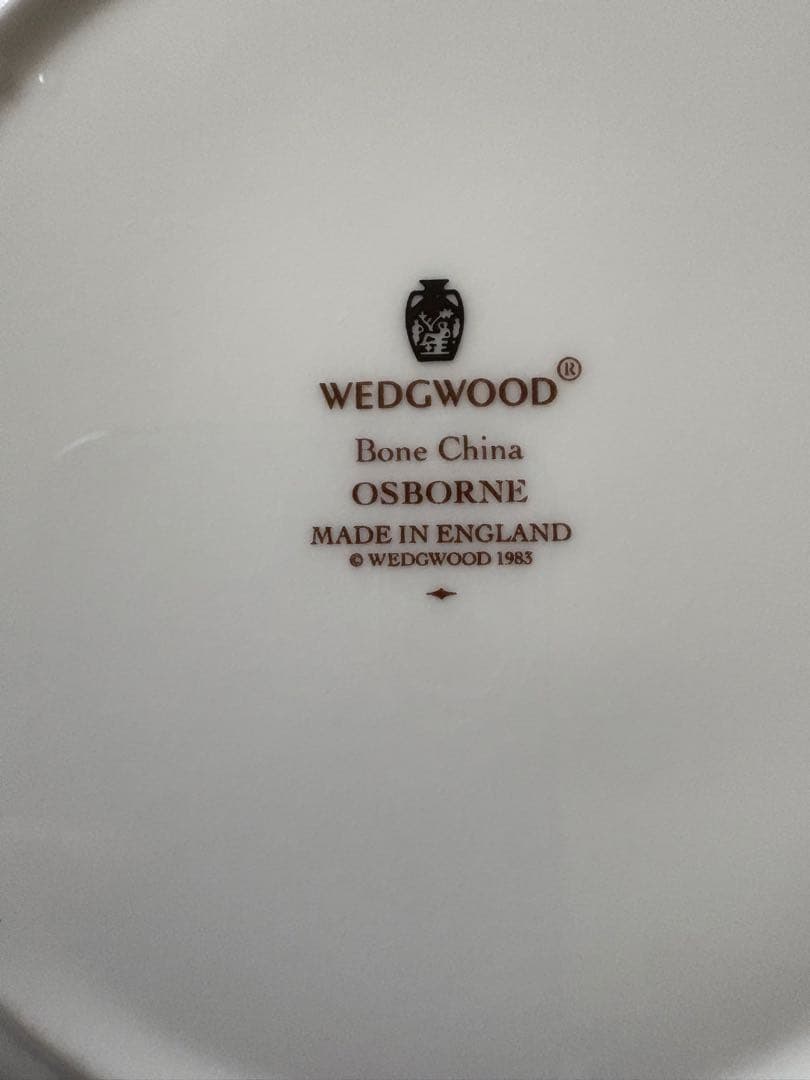 WEDGWOOD®
Bone China
OSBORNE
MADE IN ENGLAND
© WEDGWOOD 1983